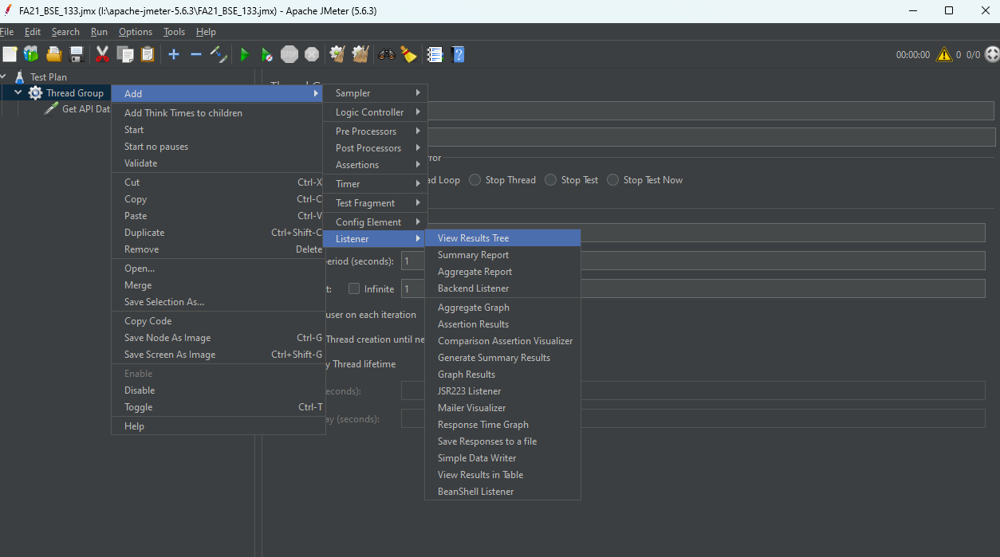 FA21_BSE_133.jmx (I:\apache-jmeter-5.6.3\FA21_BSE_133.jmx) - Apache JMeter (5.6.3)
File Edit Search Run Options Tools Help
STOP
00:00:00 0 0/0
Test Plan
Thread Group
Get API Dat
Add
Add Think Times to children
Start
Start no pauses
Validate
Cut Ctrl-X
Copy Ctrl-C
Paste Ctrl-V
Duplicate Ctrl+Shift-C
Remove Delete
Open...
Merge
Save Selection As...
Copy Code
Save Node As Image Ctrl-G
Save Screen As Image Ctrl+Shift-G
Enable
Disable
Toggle Ctrl-T
Help
Sampler
Logic Controller
Pre Processors
Post Processors
Assertions
Timer
Test Fragment
Config Element
Listener
View Results Tree
Summary Report
Aggregate Report
Backend Listener
Aggregate Graph
Assertion Results
Comparison Assertion Visualizer
Generate Summary Results
Graph Results
JSR223 Listener
Mailer Visualizer
Response Time Graph
Save Responses to a file
Simple Data Writer
View Results in Table
BeanShell Listener
ror
ad Loop Stop Thread Stop Test Stop Test Now
eriod (seconds): 1
t: Infinite 1
user on each iteration
Thread creation until ne
y Thread lifetime
econds):
ay (seconds):